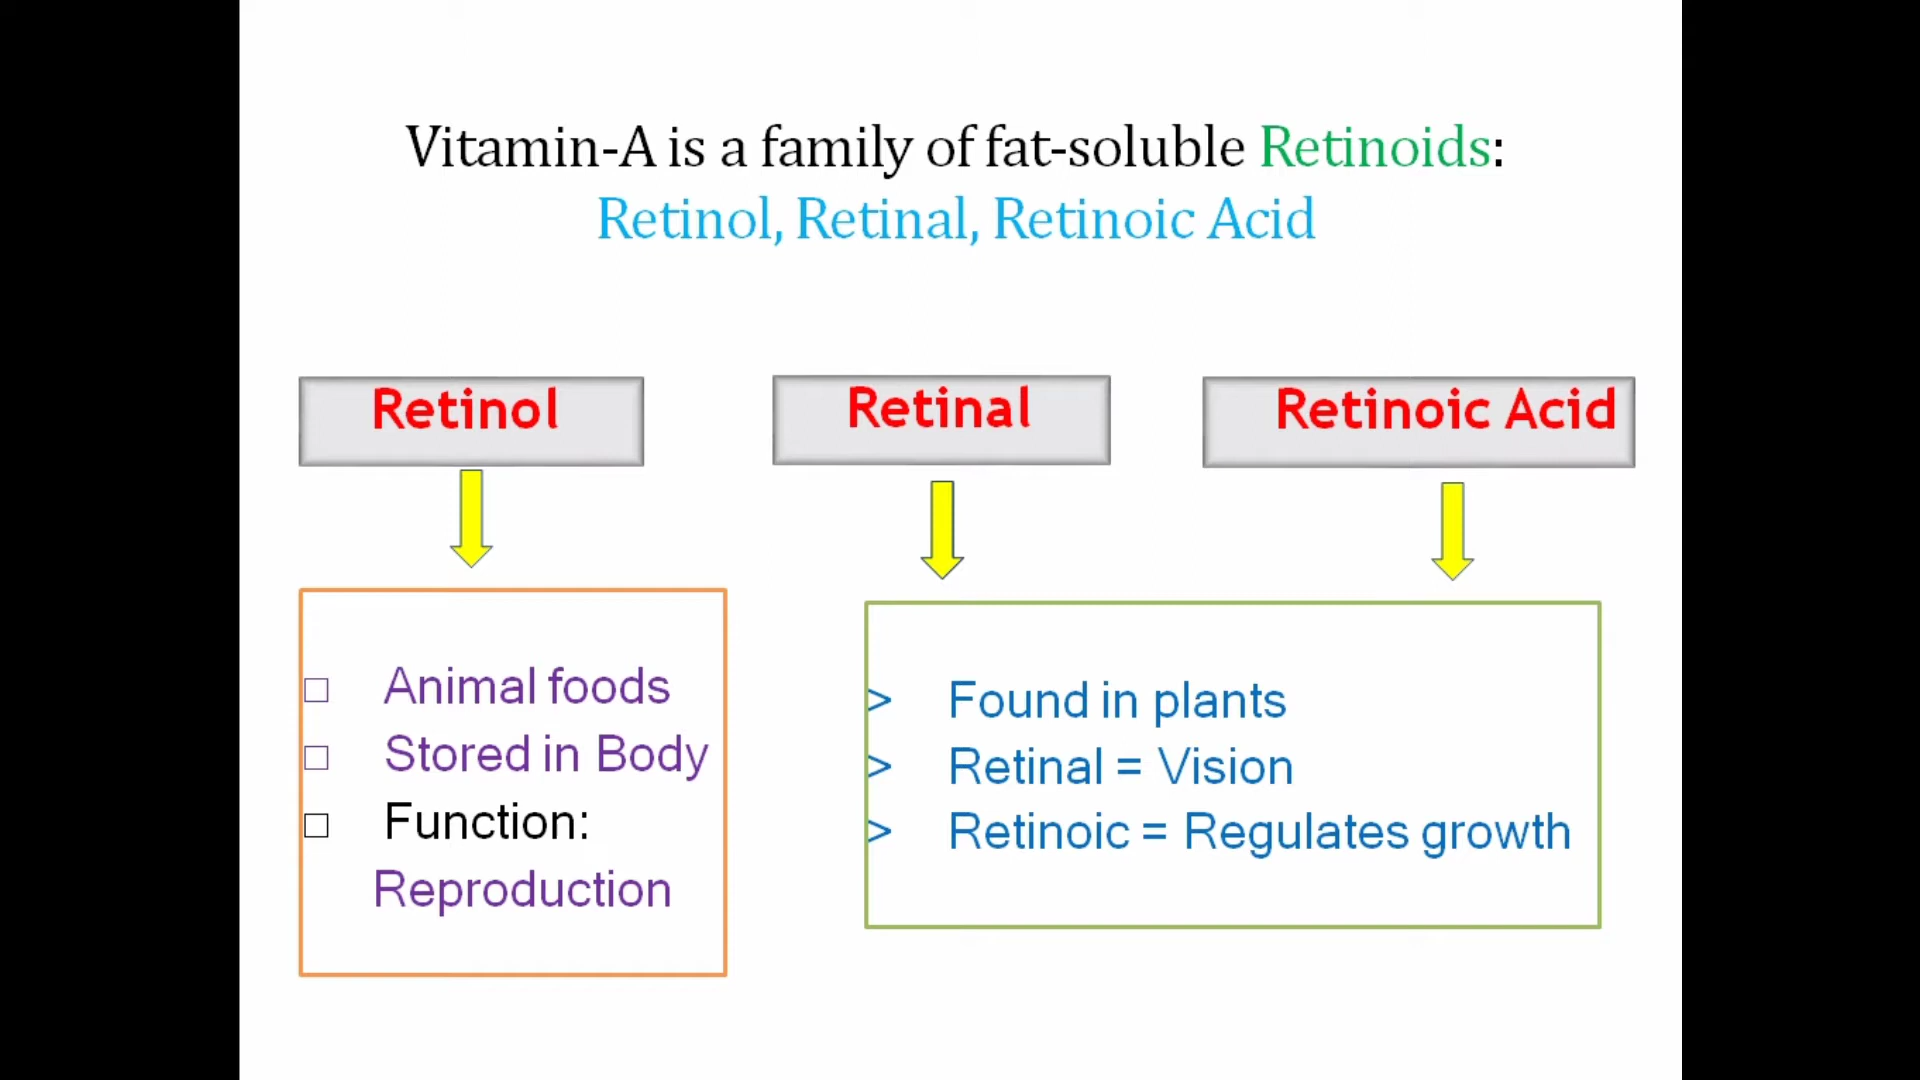 Vitamin-A is a family of fat-soluble Retinoids:
Retinol, Retinal, Retinoic Acid
Retinol
Retinal
Retinoic Acid
□ Animal foods
□ Stored in Body
□ Function:
Reproduction
> Found in plants
> Retinal = Vision
> Retinoic = Regulates growth